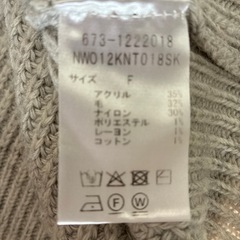 673-1222018
NWO12KNT018SK
サイズ F
アクリル 35%
毛 32%
ナイロン 30%
ポリエステル 1%
レーヨン 1%
コットン 1%